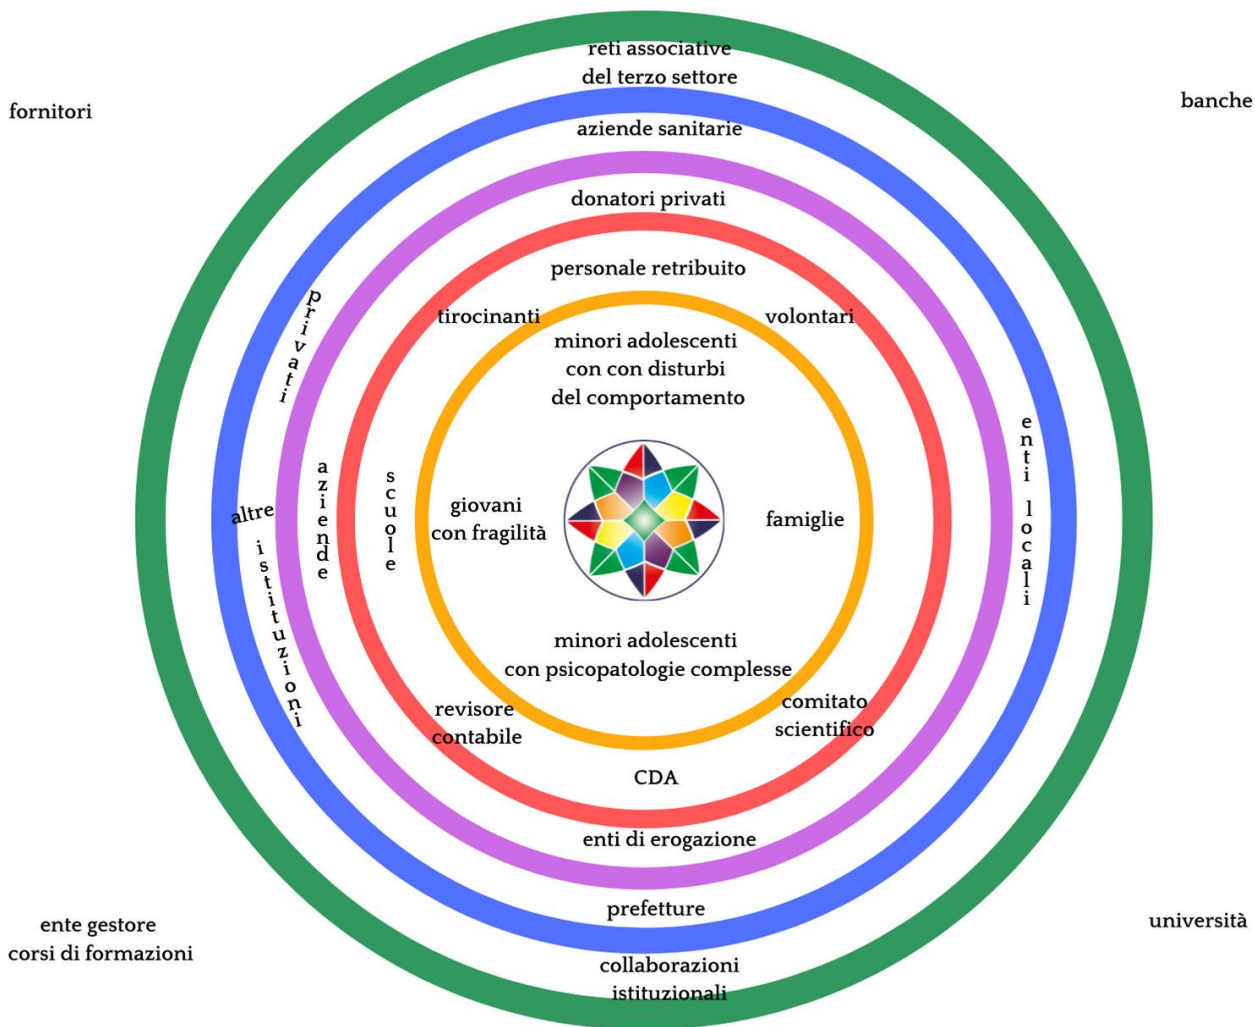 reti associative
del terzo settore
fornitori
banche
aziende sanitarie
donatori privati
personale retribuito
privati
tirocinanti
volontari
minori adolescenti
con con disturbi
del comportamento
enti locali
aziende
scuole
giovani
con fragilità
famiglie
altre
istituzioni
minori adolescenti
con psicopatologie complesse
revisore
contabile
comitato
scientifico
CDA
enti di erogazione
prefetture
ente gestore
corsi di formazioni
università
collaborazioni
istituzionali